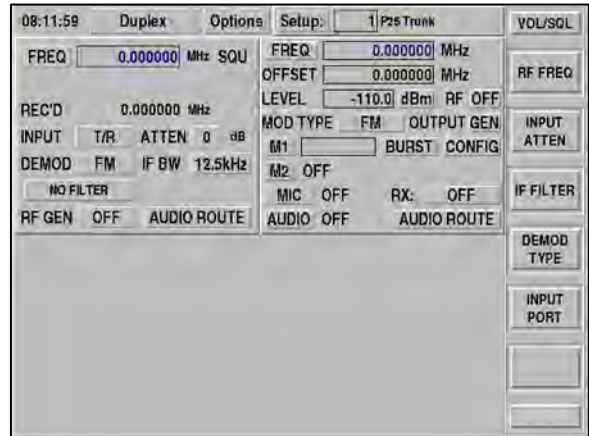 08:11:59 Duplex Options Setup: 1 P25 Trunk
FREQ 0.000000 MHz SQU
REC'D 0.000000 MHz
INPUT T/R ATTEN 0 dB
DEMOD FM IF BW 12.5kHz
NO FILTER
RF GEN OFF AUDIO ROUTE
FREQ 0.000000 MHz
OFFSET 0.000000 MHz
LEVEL -110.0 dBm RF OFF
MOD TYPE FM OUTPUT GEN
M1 BURST CONFIG
M2 OFF
MIC OFF RX: OFF
AUDIO OFF AUDIO ROUTE
VOL/SQL
RF FREQ
INPUT
ATTEN
IF FILTER
DEMOD
TYPE
INPUT
PORT